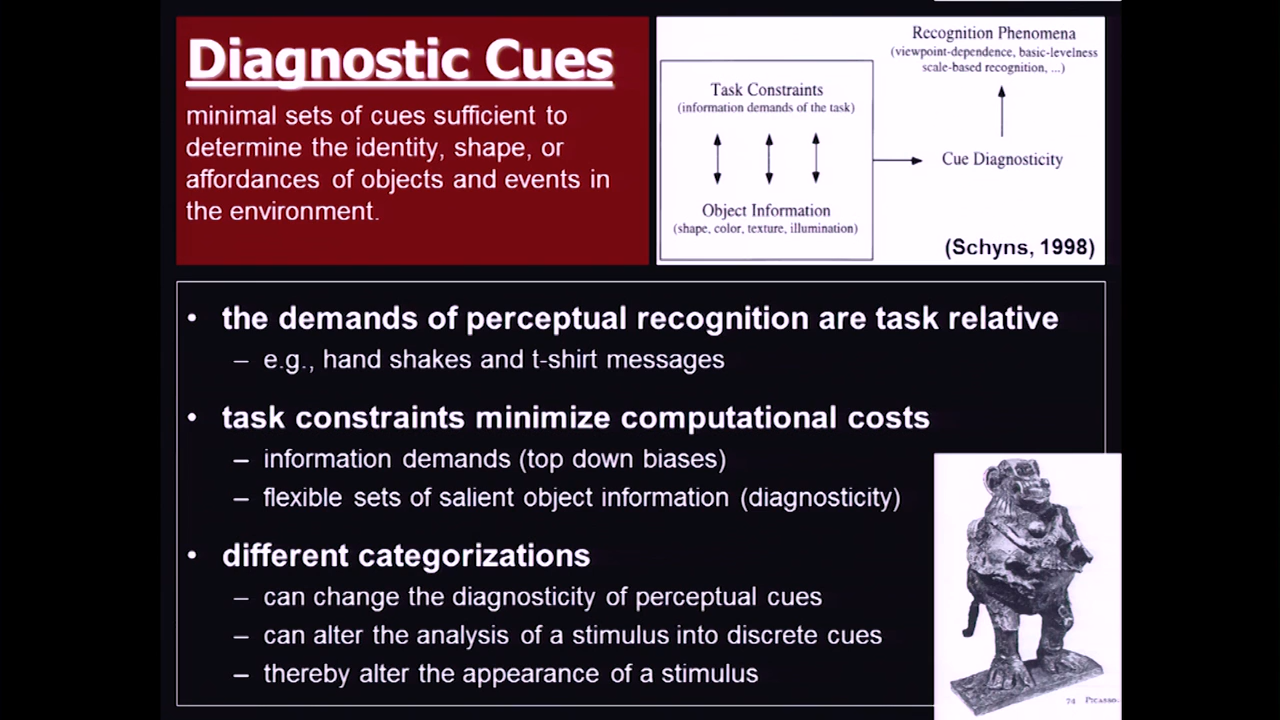 Diagnostic Cues
minimal sets of cues sufficient to
determine the identity, shape, or
affordances of objects and events in
the environment.
Recognition Phenomena
(viewpoint-dependence, basic-levelness
scale-based recognition, ...)
Task Constraints
(information demands of the task)
Cue Diagnosticity
Object Information
(shape, color, texture, illumination)
(Schyns, 1998)
• the demands of perceptual recognition are task relative
– e.g., hand shakes and t-shirt messages
• task constraints minimize computational costs
– information demands (top down biases)
– flexible sets of salient object information (diagnosticity)
• different categorizations
– can change the diagnosticity of perceptual cues
– can alter the analysis of a stimulus into discrete cues
– thereby alter the appearance of a stimulus
74 PICASSO.